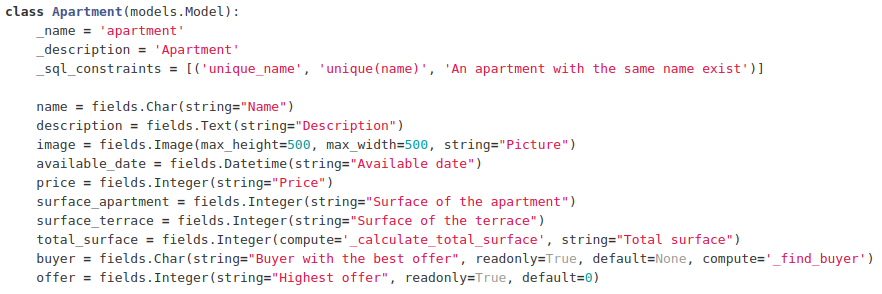 class Apartment(models.Model):
    _name = 'apartment'
    _description = 'Apartment'
    _sql_constraints = [('unique_name', 'unique(name)', 'An apartment with the same name exist')]

    name = fields.Char(string="Name")
    description = fields.Text(string="Description")
    image = fields.Image(max_height=500, max_width=500, string="Picture")
    available_date = fields.Datetime(string="Available date")
    price = fields.Integer(string="Price")
    surface_apartment = fields.Integer(string="Surface of the apartment")
    surface_terrace = fields.Integer(string="Surface of the terrace")
    total_surface = fields.Integer(compute='_calculate_total_surface', string="Total surface")
    buyer = fields.Char(string="Buyer with the best offer", readonly=True, default=None, compute='_find_buyer')
    offer = fields.Integer(string="Highest offer", readonly=True, default=0)